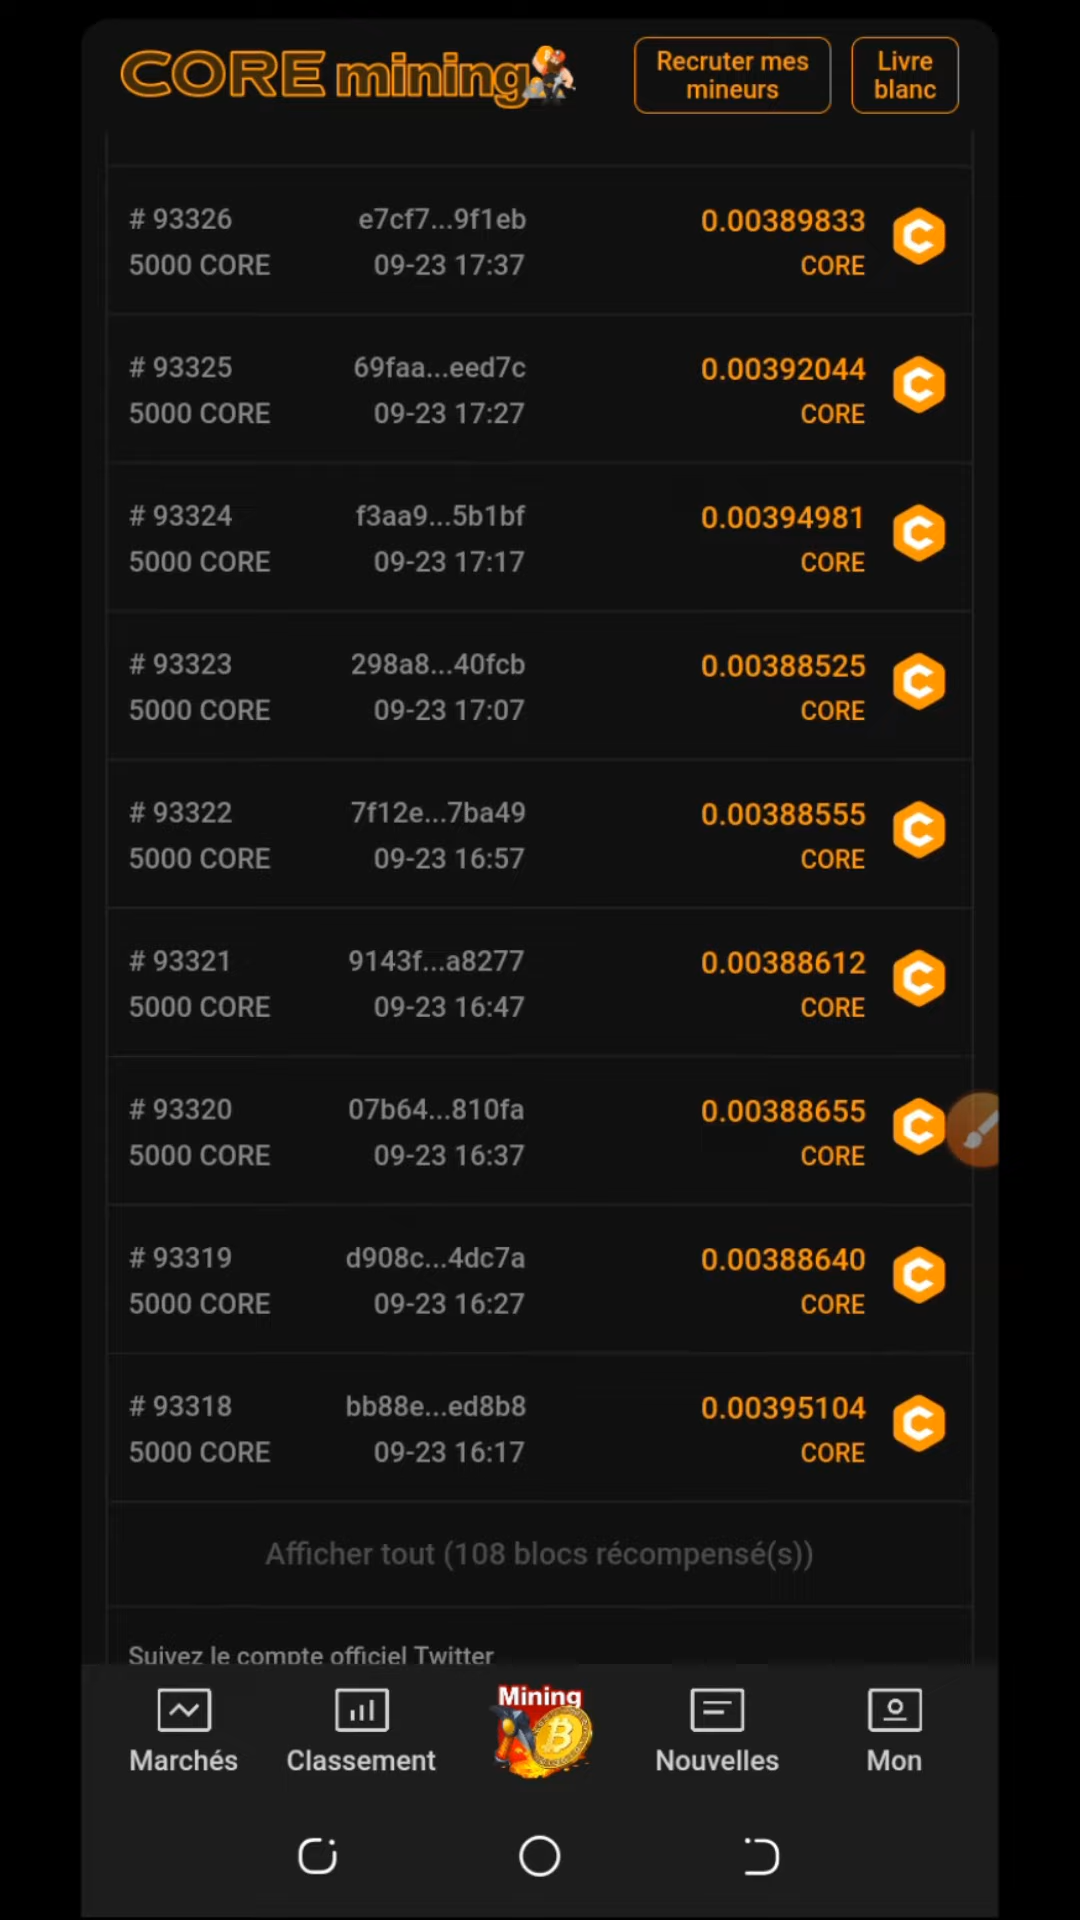 CORE mining
Recruter mes
mineurs
Livre
blanc
# 93326 e7cf7...9f1eb 0.00389833
5000 CORE 09-23 17:37 CORE
# 93325 69faa...eed7c 0.00392044
5000 CORE 09-23 17:27 CORE
# 93324 f3aa9...5b1bf 0.00394981
5000 CORE 09-23 17:17 CORE
# 93323 298a8...40fcb 0.00388525
5000 CORE 09-23 17:07 CORE
# 93322 7f12e...7ba49 0.00388555
5000 CORE 09-23 16:57 CORE
# 93321 9143f...a8277 0.00388612
5000 CORE 09-23 16:47 CORE
# 93320 07b64...810fa 0.00388655
5000 CORE 09-23 16:37 CORE
# 93319 d908c...4dc7a 0.00388640
5000 CORE 09-23 16:27 CORE
# 93318 bb88e...ed8b8 0.00395104
5000 CORE 09-23 16:17 CORE
Afficher tout (108 blocs récompensé(s))
Suivez le compte officiel Twitter
Mining
Marchés Classement Nouvelles Mon